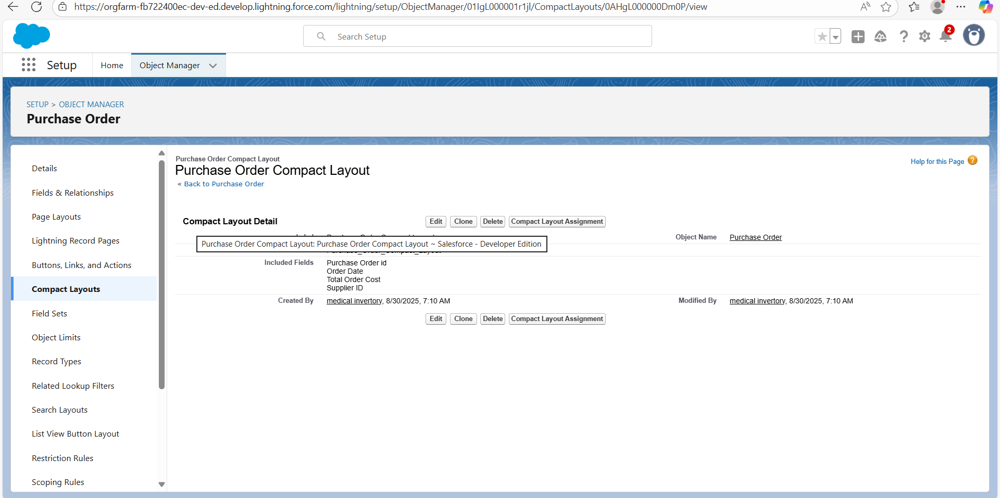 https://orgfarm-fb722400ec-dev-ed.develop.lightning.force.com/lightning/setup/ObjectManager/01IgL000001r1jl/CompactLayouts/0AHgL000000Dm0P/view
Search Setup
2
Setup
Home
Object Manager
SETUP > OBJECT MANAGER
Purchase Order
Details
Fields & Relationships
Page Layouts
Lightning Record Pages
Buttons, Links, and Actions
Compact Layouts
Field Sets
Object Limits
Record Types
Related Lookup Filters
Search Layouts
List View Button Layout
Restriction Rules
Scoping Rules
Purchase Order Compact Layout
Purchase Order Compact Layout
« Back to Purchase Order
Help for this Page ?
Compact Layout Detail
Edit Clone Delete Compact Layout Assignment
Object Name Purchase Order
Purchase Order Compact Layout: Purchase Order Compact Layout ~ Salesforce - Developer Edition
Included Fields Purchase Order id
Order Date
Total Order Cost
Supplier ID
Created By medical invertory, 8/30/2025, 7:10 AM Modified By medical invertory, 8/30/2025, 7:10 AM
Edit Clone Delete Compact Layout Assignment